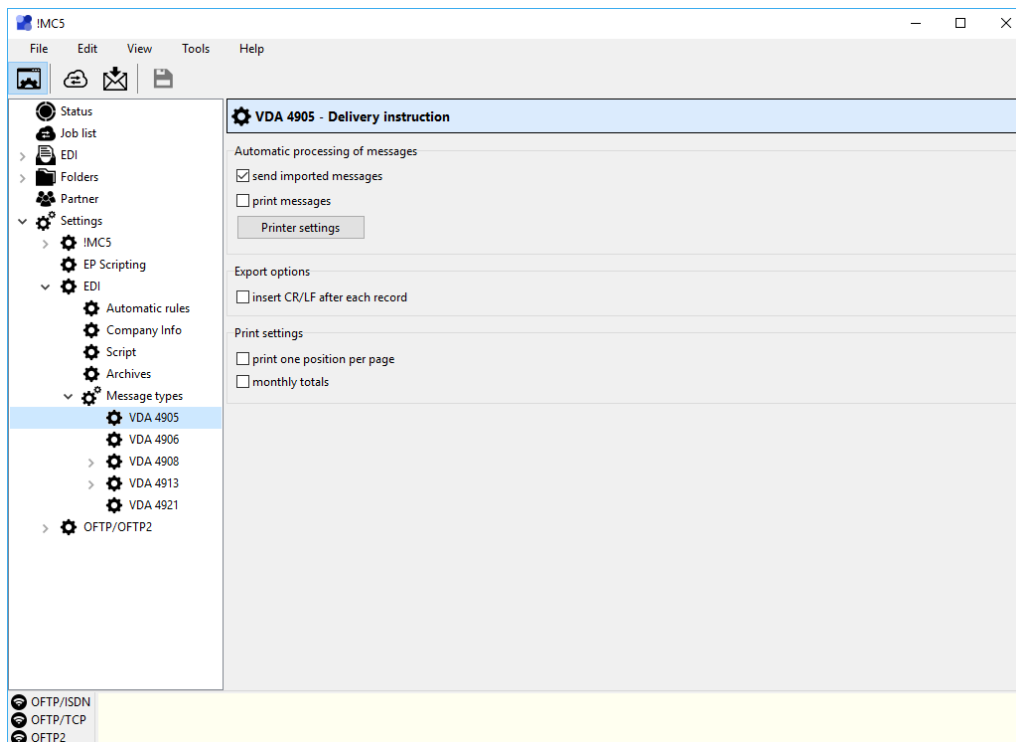 !MC5
File Edit View Tools Help
Status
Job list
EDI
Folders
Partner
Settings
!MC5
EP Scripting
EDI
Automatic rules
Company Info
Script
Archives
Message types
VDA 4905
VDA 4906
VDA 4908
VDA 4913
VDA 4921
OFTP/OFTP2
VDA 4905 - Delivery instruction
Automatic processing of messages
send imported messages
print messages
Printer settings
Export options
insert CR/LF after each record
Print settings
print one position per page
monthly totals
OFTP/ISDN
OFTP/TCP
OFTP2